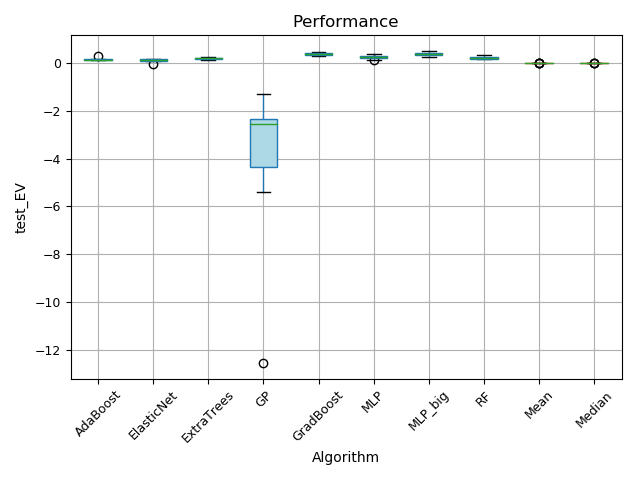 Performance
test_EV
0
−2
−4
−6
−8
−10
−12
AdaBoost
ElasticNet
ExtraTrees
GP
GradBoost
MLP
MLP_big
RF
Mean
Median
Algorithm